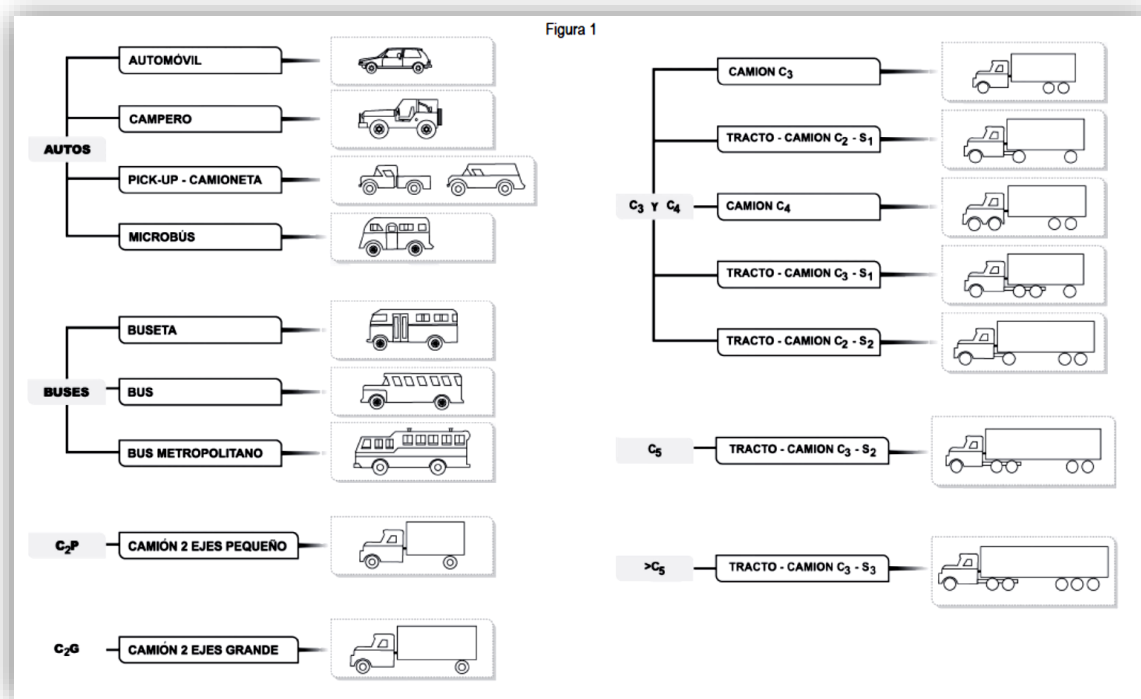 Figura 1
AUTOS
AUTOMÓVIL
CAMPERO
PICK-UP - CAMIONETA
MICROBÚS
BUSES
BUSETA
BUS
BUS METROPOLITANO
C2P
CAMIÓN 2 EJES PEQUEÑO
C2G
CAMIÓN 2 EJES GRANDE
C3 Y C4
CAMION C3
TRACTO - CAMION C2 - S1
CAMION C4
TRACTO - CAMION C3 - S1
TRACTO - CAMION C2 - S2
C5
TRACTO - CAMION C3 - S2
>C5
TRACTO - CAMION C3 - S3